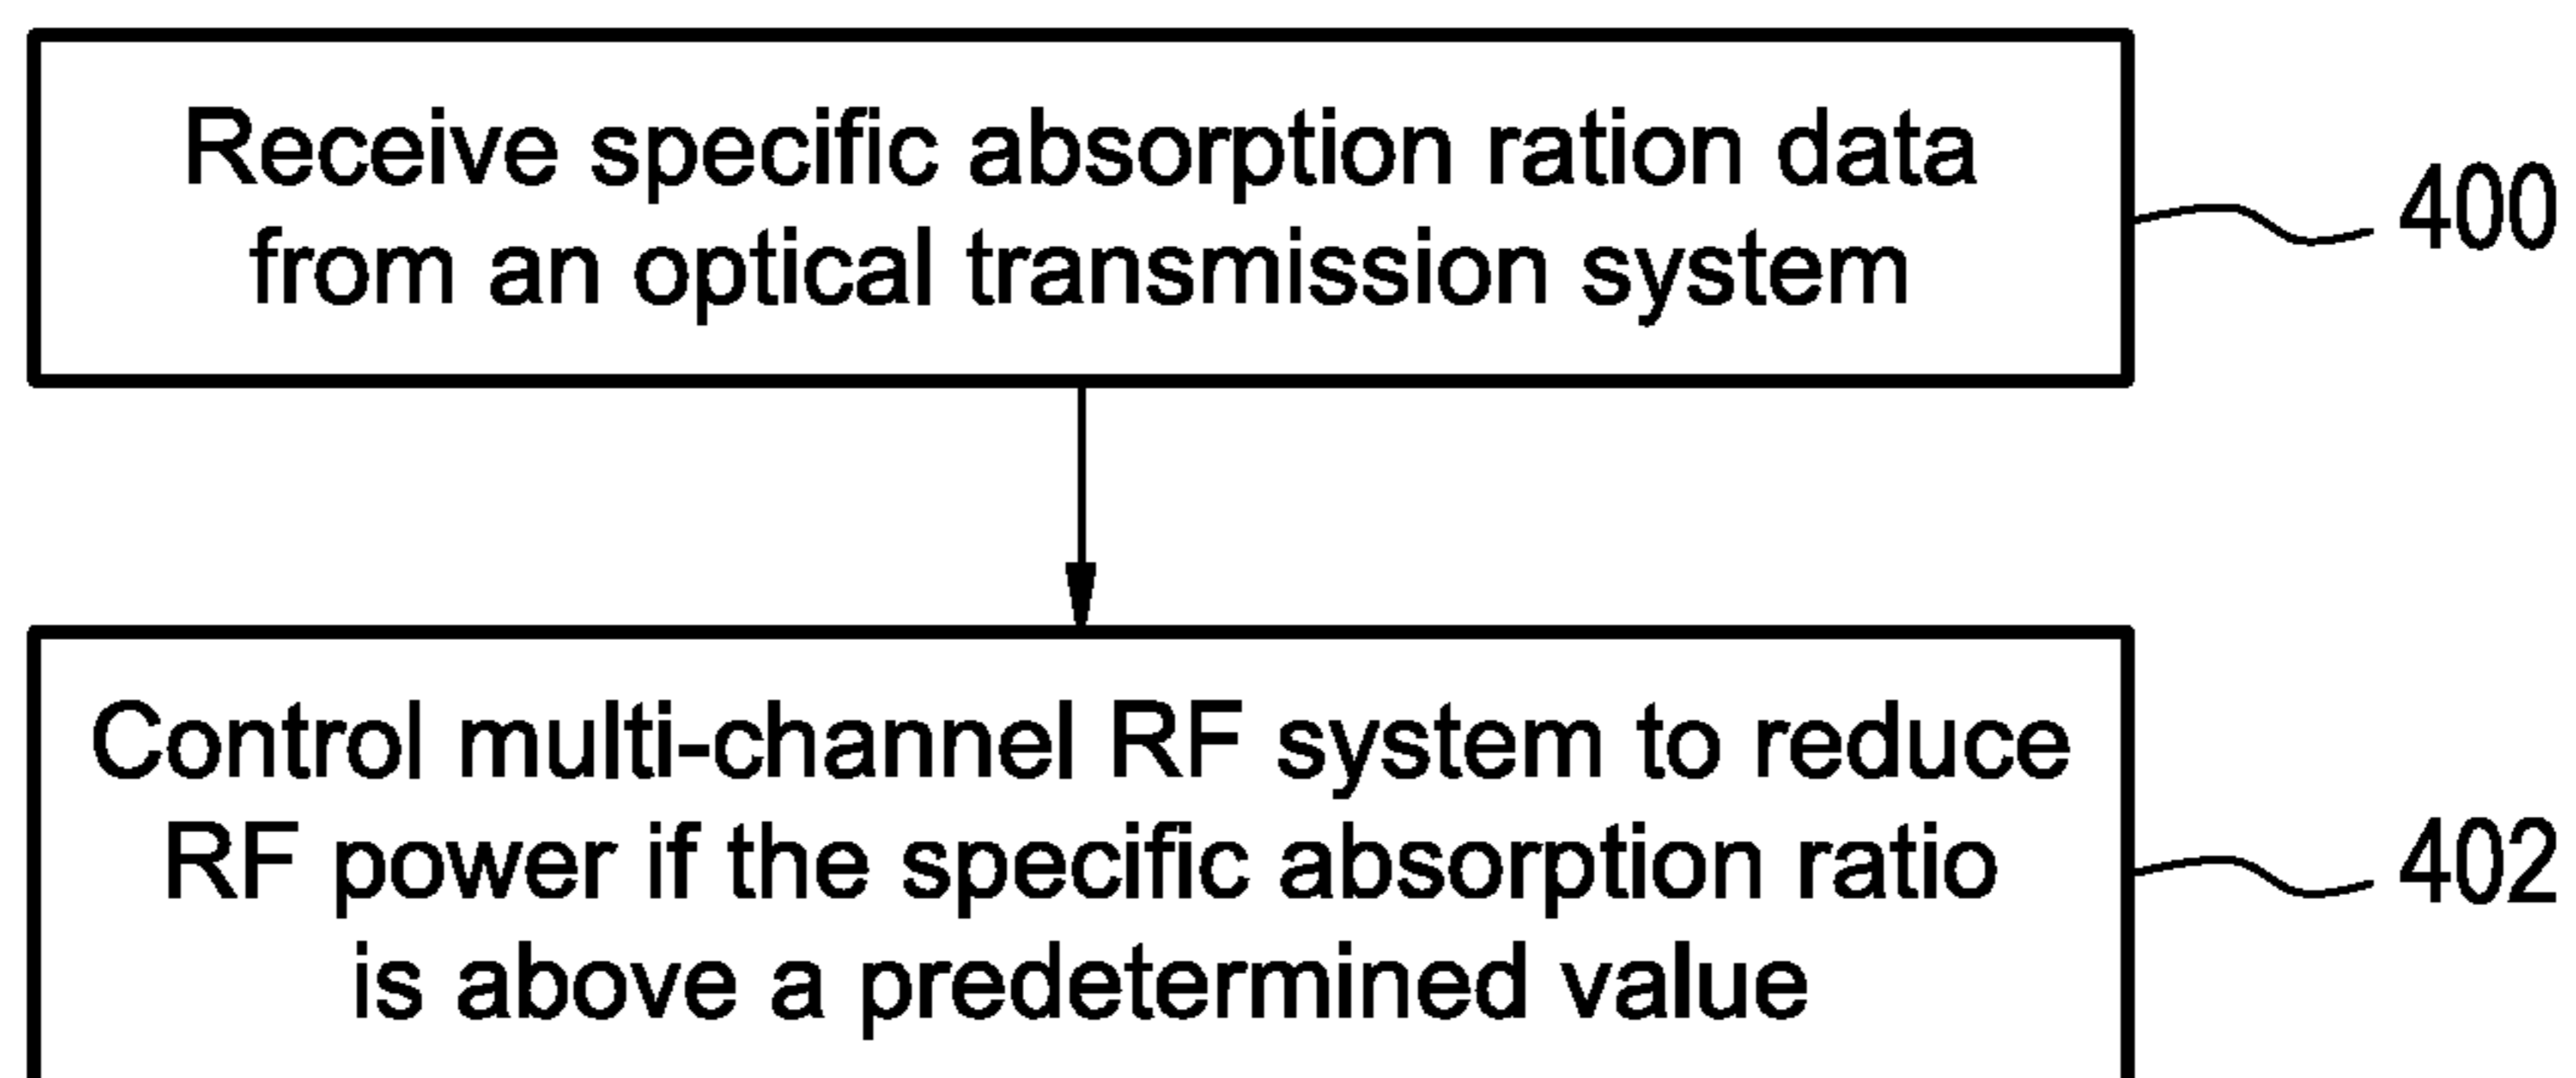 Receive specific absorption ration data
from an optical transmission system
400
Control multi-channel RF system to reduce
RF power if the specific absorption ratio
is above a predetermined value
402